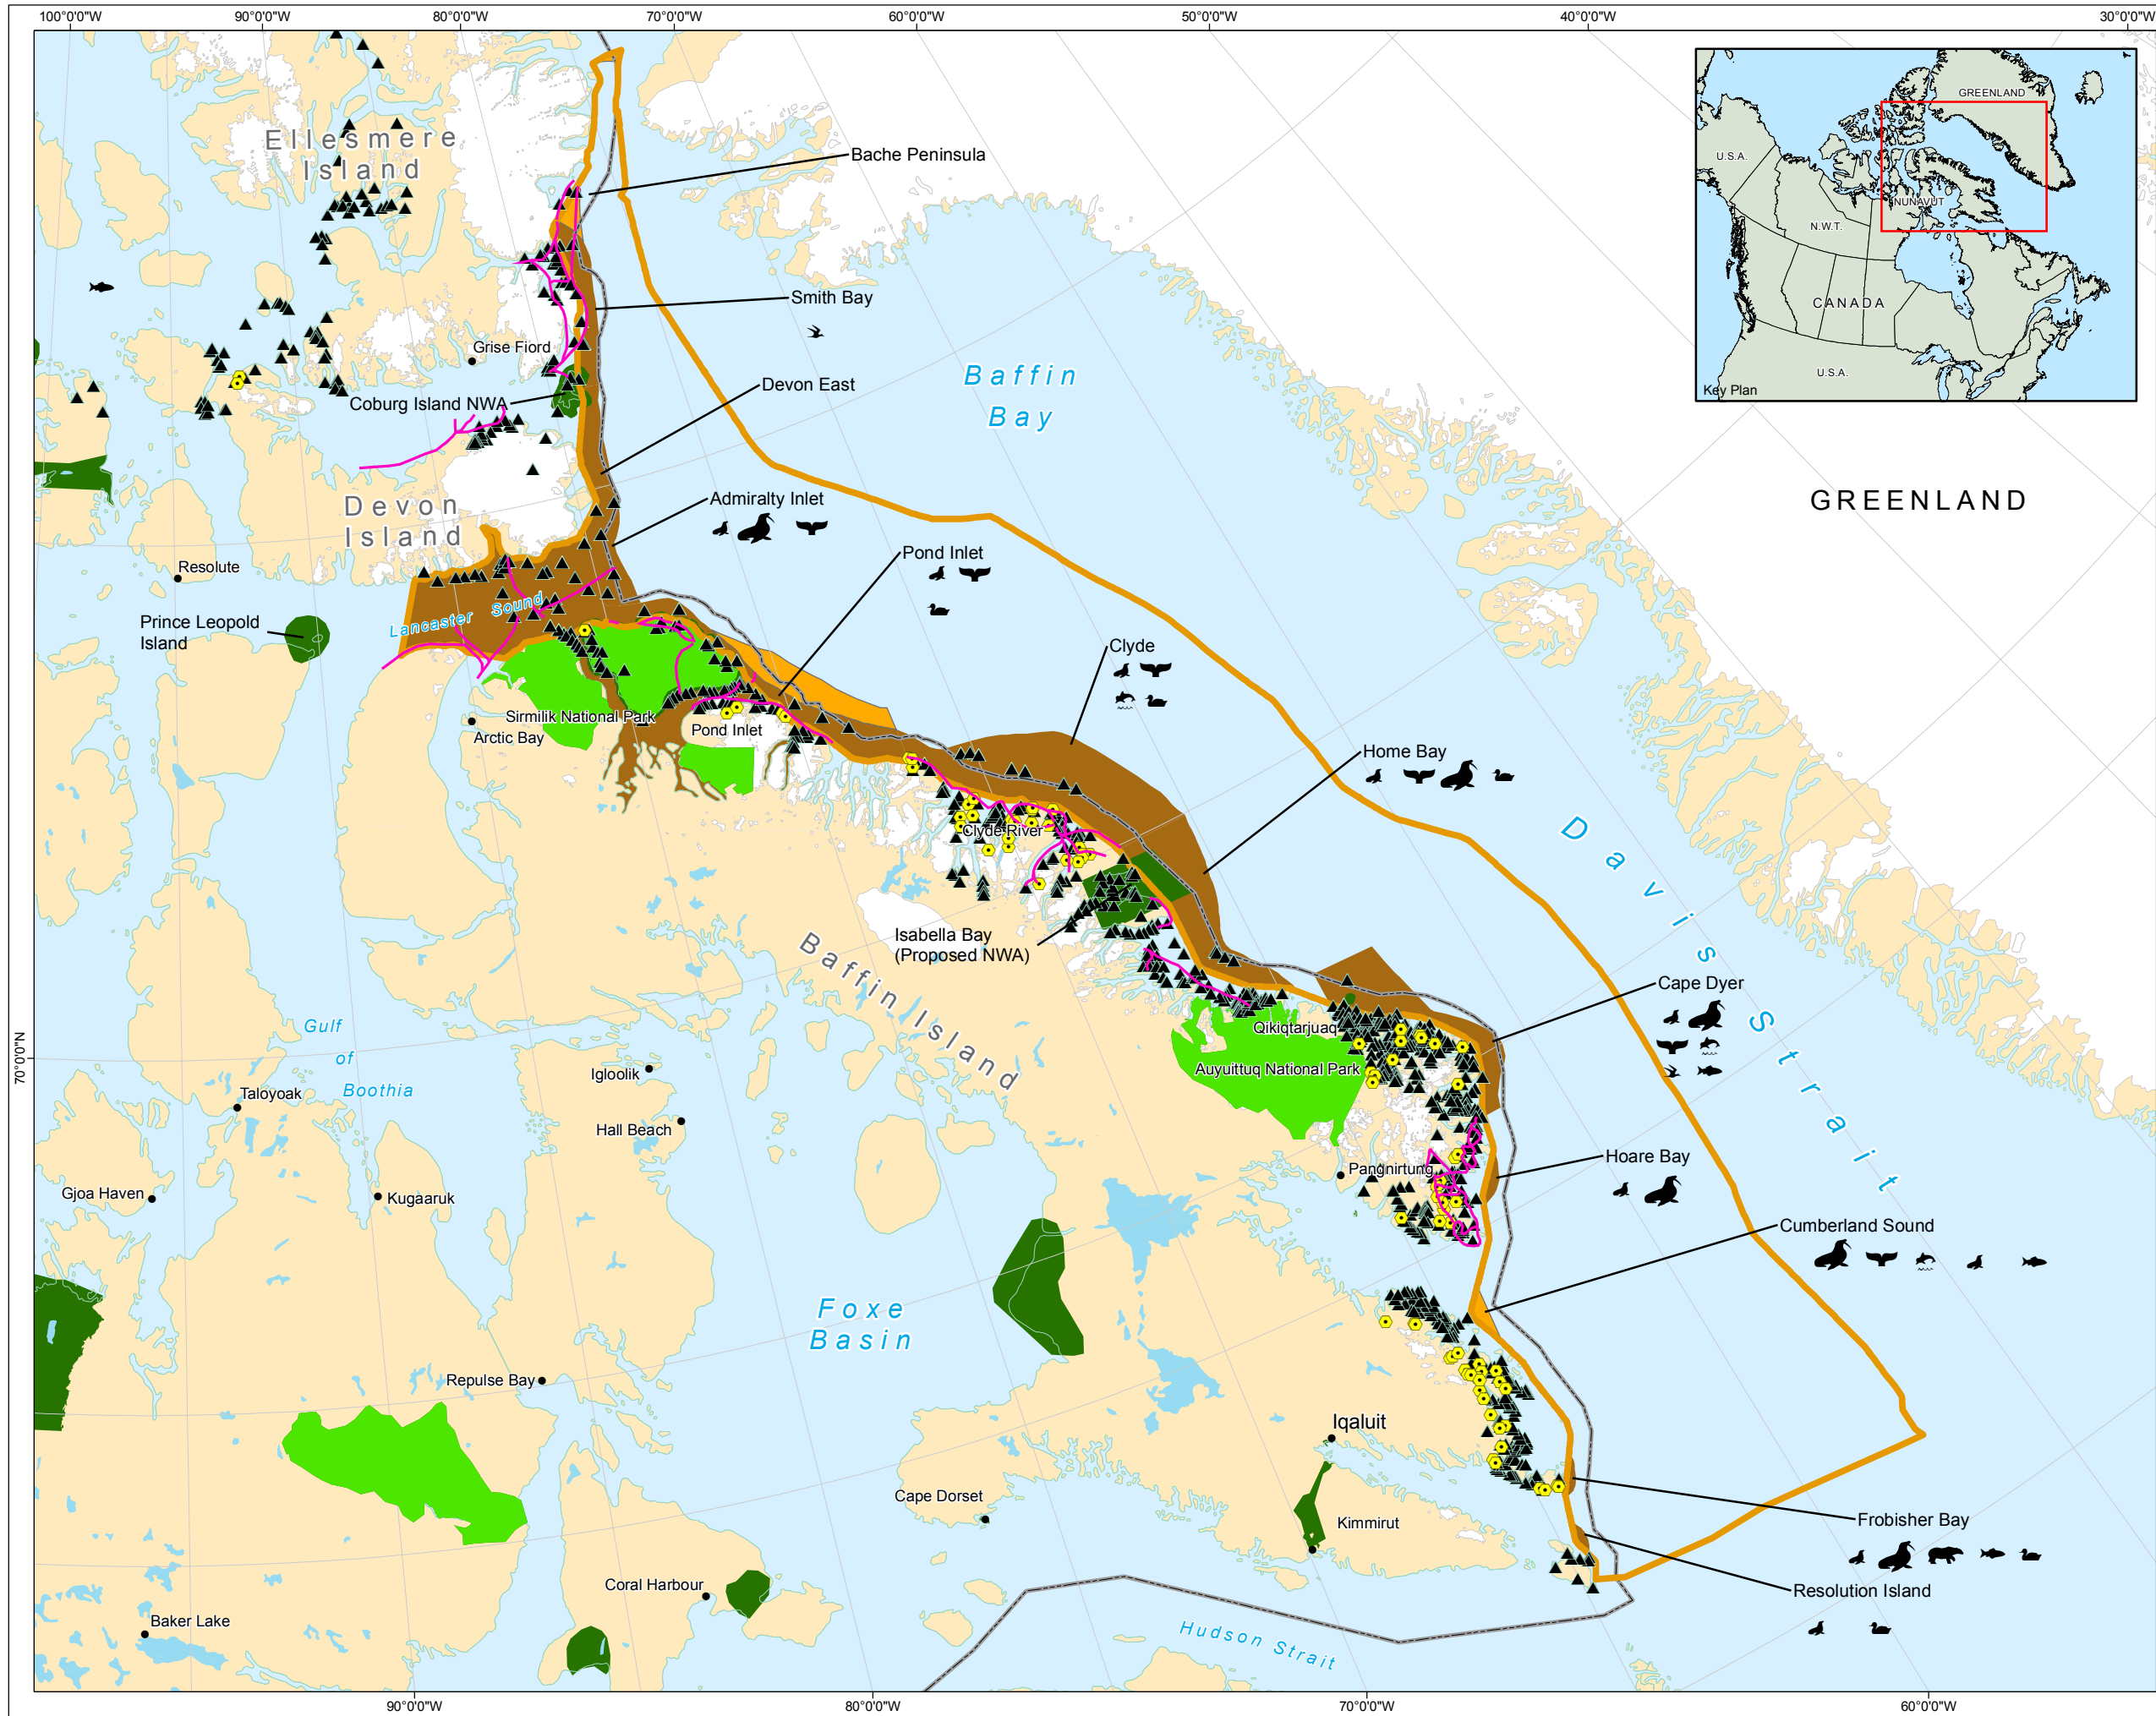 100°0'0"W
90°0'0"W
80°0'0"W
70°0'0"W
60°0'0"W
50°0'0"W
40°0'0"W
30°0'0"W
GREENLAND
U.S.A.
NUNAVUT
N.W.T.
CANADA
U.S.A.
Key Plan
Ellesmere
Island
Bache Peninsula
Smith Bay
Grise Fiord
Devon East
Baffin
Bay
Coburg Island NWA
Admiralty Inlet
Devon
Island
GREENLAND
Pond Inlet
Resolute
Lancaster Sound
Prince Leopold
Island
Clyde
Sirmilik National Park
Arctic Bay
Pond Inlet
Home Bay
Clyde River
Davis Strait
Isabella Bay
(Proposed NWA)
Baffin Island
Cape Dyer
Gulf
of
Boothia
Qikiqtarjuaq
Auyuittuq National Park
70°0'0"N
Igloolik
Taloyoak
Hall Beach
Hoare Bay
Pangnirtung
Gjoa Haven
Kugaaruk
Cumberland Sound
Foxe
Basin
Repulse Bay
Iqaluit
Cape Dorset
Kimmirut
Frobisher Bay
Coral Harbour
Resolution Island
Baker Lake
Hudson Strait
90°0'0"W
80°0'0"W
70°0'0"W
60°0'0"W